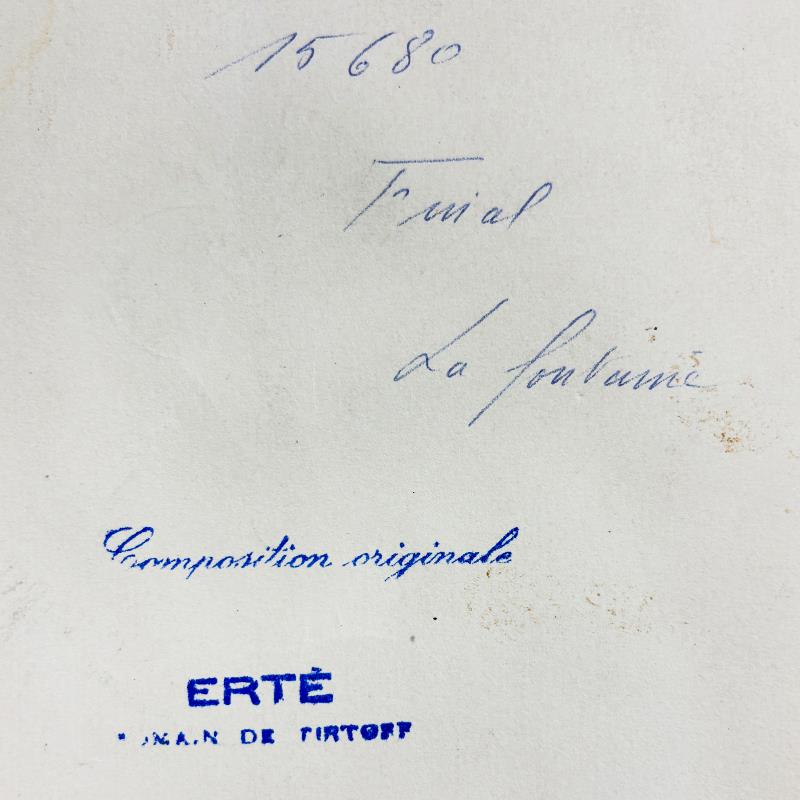 15680
Final
La fontaine
Composition originale
ERTÉ
ROMAIN DE TIRTOFF